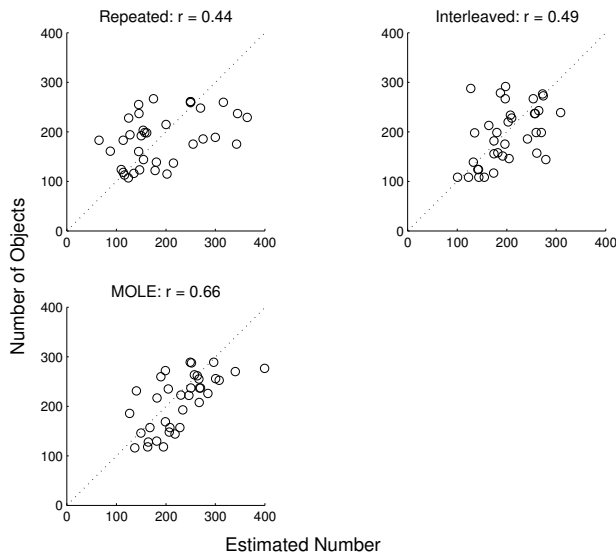 Repeated: r = 0.44
400
300
200
100
0
0 100 200 300 400
Interleaved: r = 0.49
400
300
200
100
0
0 100 200 300 400
Number of Objects
MOLE: r = 0.66
400
300
200
100
0
0 100 200 300 400
Estimated Number